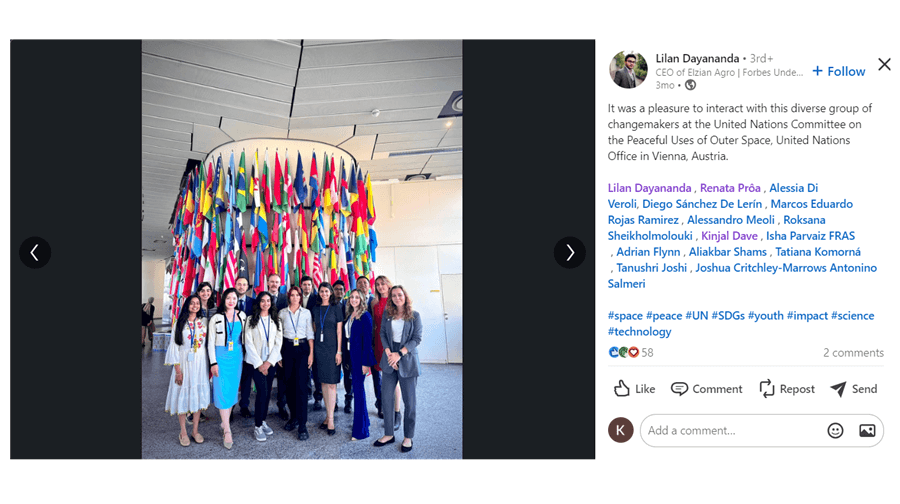 Lilan Dayananda • 3rd+
CEO of Elzian Agro | Forbes Unde...
3mo •
+ Follow
It was a pleasure to interact with this diverse group of
changemakers at the United Nations Committee on
the Peaceful Uses of Outer Space, United Nations
Office in Vienna, Austria.
Lilan Dayananda , Renata Prôa , Alessia Di
Veroli, Diego Sánchez De Lerín , Marcos Eduardo
Rojas Ramirez , Alessandro Meoli , Roksana
Sheikholmolouki , Kinjal Dave , Isha Parvaiz FRAS
, Adrian Flynn , Aliakbar Shams , Tatiana Komorná
, Tanushri Joshi , Joshua Critchley-Marrows Antonino
Salmeri
#space #peace #UN #SDGs #youth #impact #science
#technology
58
2 comments
Like Comment Repost Send
K
Add a comment...